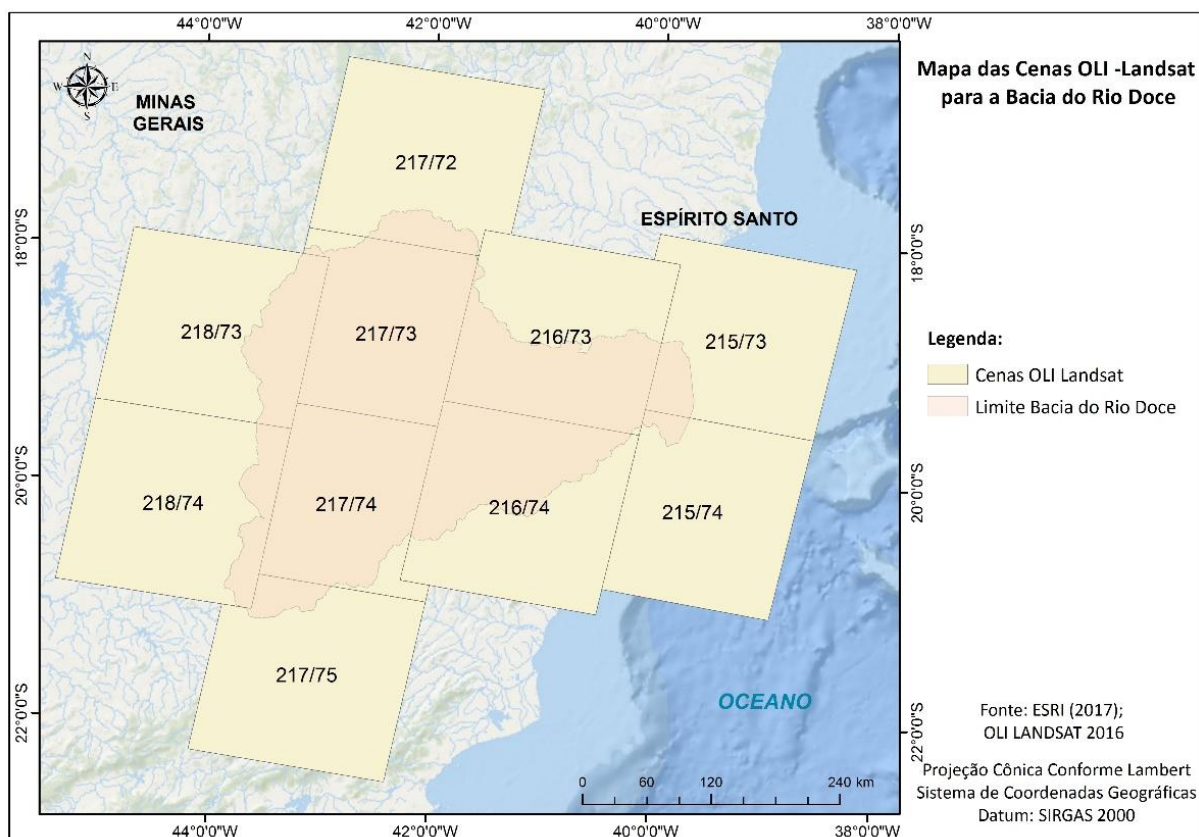 44°0'0"W
42°0'0"W
40°0'0"W
38°0'0"W
N
W
E
S
MINAS
GERAIS
Mapa das Cenas OLI -Landsat
para a Bacia do Rio Doce
217/72
ESPÍRITO SANTO
18°0'0"S
18°0'0"S
218/73
217/73
216/73
215/73
Legenda:
Cenas OLI Landsat
Limite Bacia do Rio Doce
20°0'0"S
20°0'0"S
218/74
217/74
216/74
215/74
217/75
OCEANO
22°0'0"S
22°0'0"S
Fonte: ESRI (2017);
OLI LANDSAT 2016
0 60 120 240 km
Projeção Cônica Conforme Lambert
Sistema de Coordenadas Geográficas
Datum: SIRGAS 2000
44°0'0"W
42°0'0"W
40°0'0"W
38°0'0"W